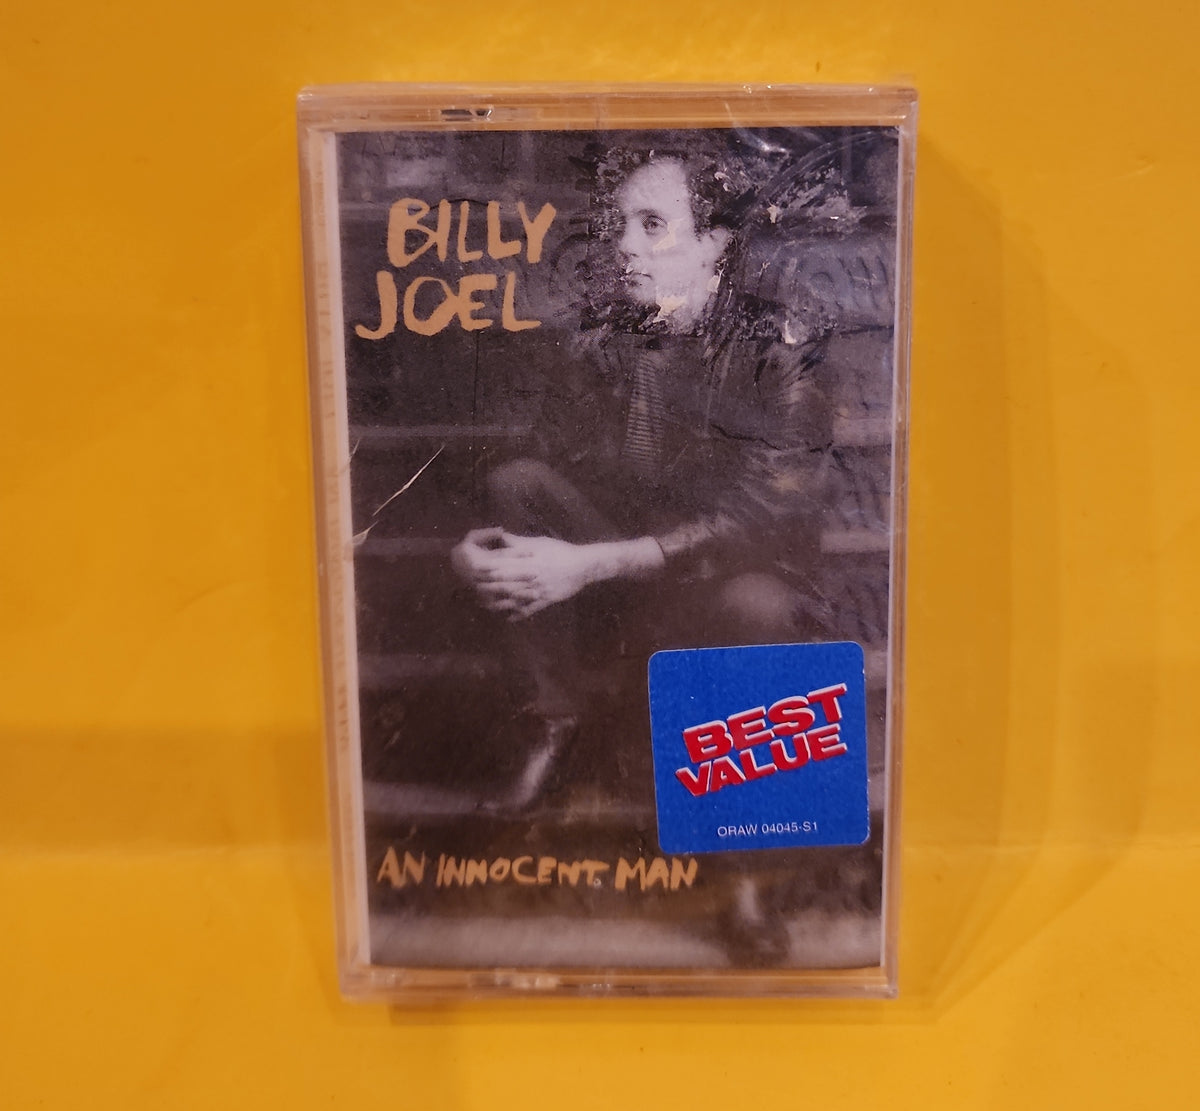 BILLY
JOEL
BEST
VALUE
ORAW 04045-S1
AN INNOCENT MAN